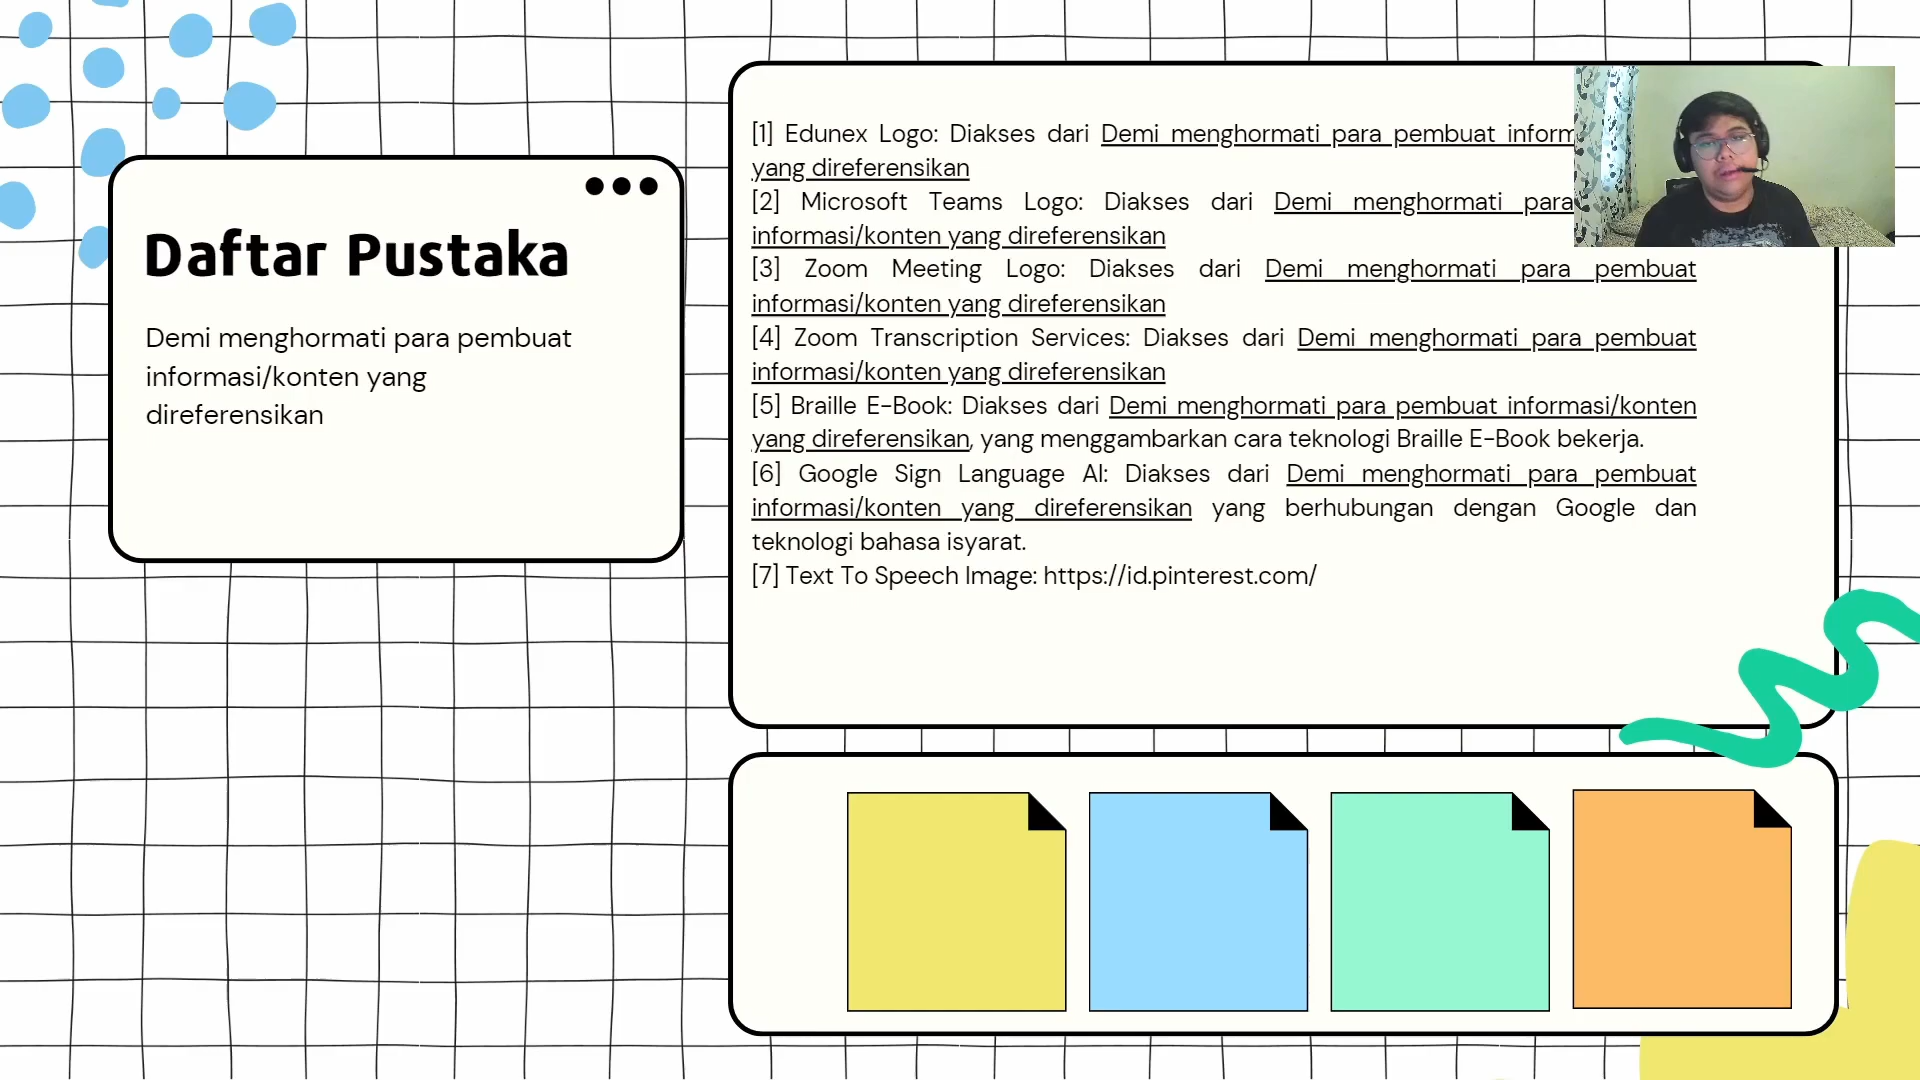 Daftar Pustaka
Demi menghormati para pembuat
informasi/konten yang
direferensikan
[1] Edunex Logo: Diakses dari Demi menghormati para pembuat
yang direferensikan
[2] Microsoft Teams Logo: Diakses dari Demi menghormati para
informasi/konten yang direferensikan
[3] Zoom Meeting Logo: Diakses dari Demi menghormati para pembuat
informasi/konten yang direferensikan
[4] Zoom Transcription Services: Diakses dari Demi menghormati para pembuat
informasi/konten yang direferensikan
[5] Braille E-Book: Diakses dari Demi menghormati para pembuat informasi/konten
yang direferensikan, yang menggambarkan cara teknologi Braille E-Book bekerja.
[6] Google Sign Language AI: Diakses dari Demi menghormati para pembuat
informasi/konten yang direferensikan yang berhubungan dengan Google dan
teknologi bahasa isyarat.
[7] Text To Speech Image: https://id.pinterest.com/